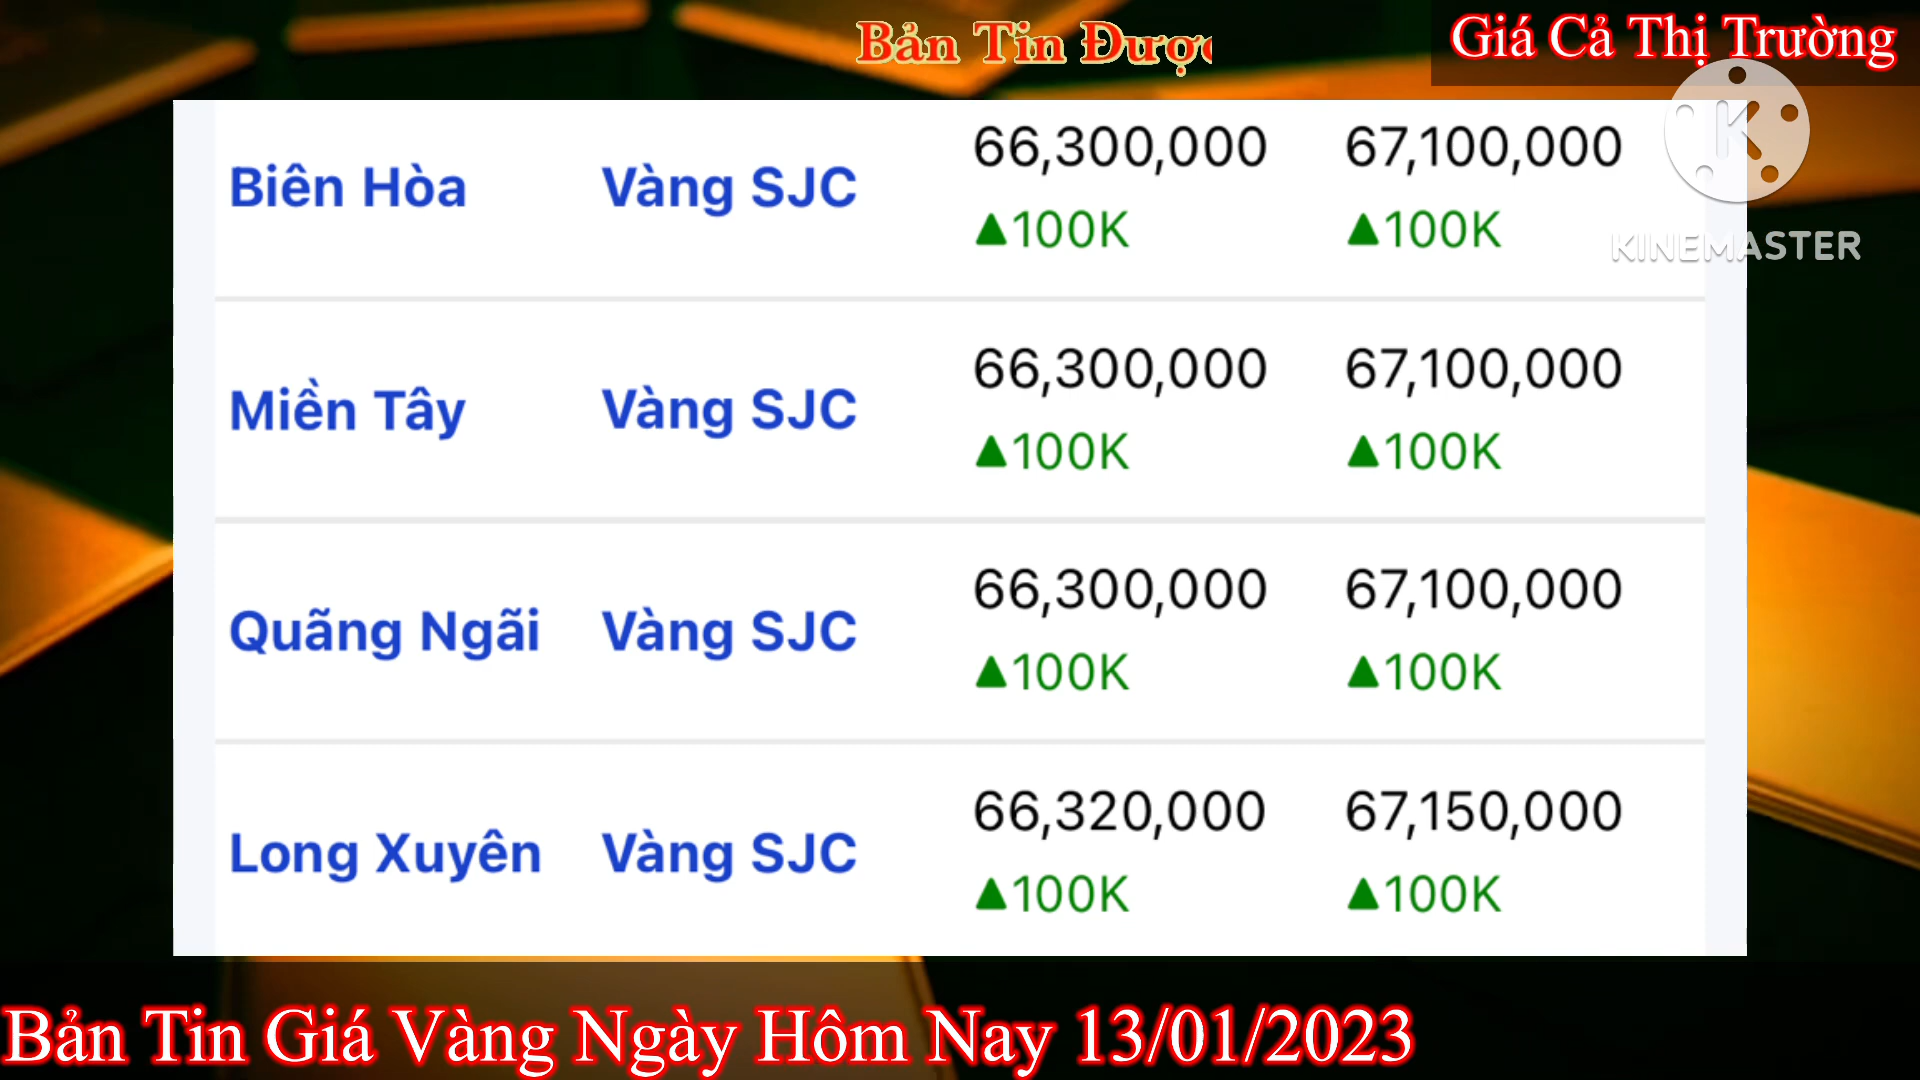 Bản Tin Được
Giá Cả Thị Trường
K
KINEMASTER
Biên Hòa Vàng SJC 66,300,000 67,100,000
▲100K ▲100K
Miền Tây Vàng SJC 66,300,000 67,100,000
▲100K ▲100K
Quãng Ngãi Vàng SJC 66,300,000 67,100,000
▲100K ▲100K
Long Xuyên Vàng SJC 66,320,000 67,150,000
▲100K ▲100K
Bản Tin Giá Vàng Ngày Hôm Nay 13/01/2023